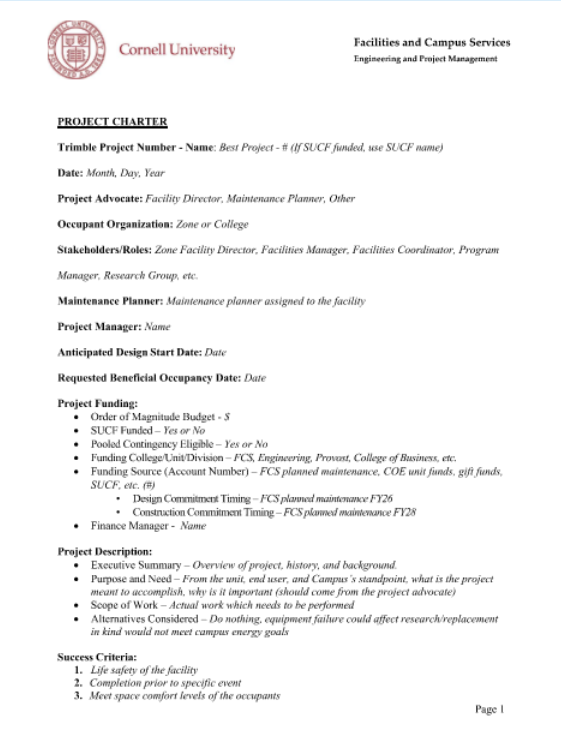 Cornell University
Facilities and Campus Services
Engineering and Project Management
PROJECT CHARTER
Trimble Project Number - Name: Best Project - # (If SUCF funded, use SUCF name)
Date: Month, Day, Year
Project Advocate: Facility Director, Maintenance Planner, Other
Occupant Organization: Zone or College
Stakeholders/Roles: Zone Facility Director, Facilities Manager, Facilities Coordinator, Program
Manager, Research Group, etc.
Maintenance Planner: Maintenance planner assigned to the facility
Project Manager: Name
Anticipated Design Start Date: Date
Requested Beneficial Occupancy Date: Date
Project Funding:
• Order of Magnitude Budget - $
• SUCF Funded – Yes or No
• Pooled Contingency Eligible – Yes or No
• Funding College/Unit/Division – FCS, Engineering, Provost, College of Business, etc.
• Funding Source (Account Number) – FCS planned maintenance, COE unit funds, gift funds,
SUCF, etc. (#)
• Design Commitment Timing – FCS planned maintenance FY26
• Construction Commitment Timing – FCS planned maintenance FY28
• Finance Manager - Name
Project Description:
• Executive Summary – Overview of project, history, and background.
• Purpose and Need – From the unit, end user, and Campus's standpoint, what is the project
meant to accomplish, why is it important (should come from the project advocate)
• Scope of Work – Actual work which needs to be performed
• Alternatives Considered – Do nothing, equipment failure could affect research/replacement
in kind would not meet campus energy goals
Success Criteria:
1. Life safety of the facility
2. Completion prior to specific event
3. Meet space comfort levels of the occupants
Page 1